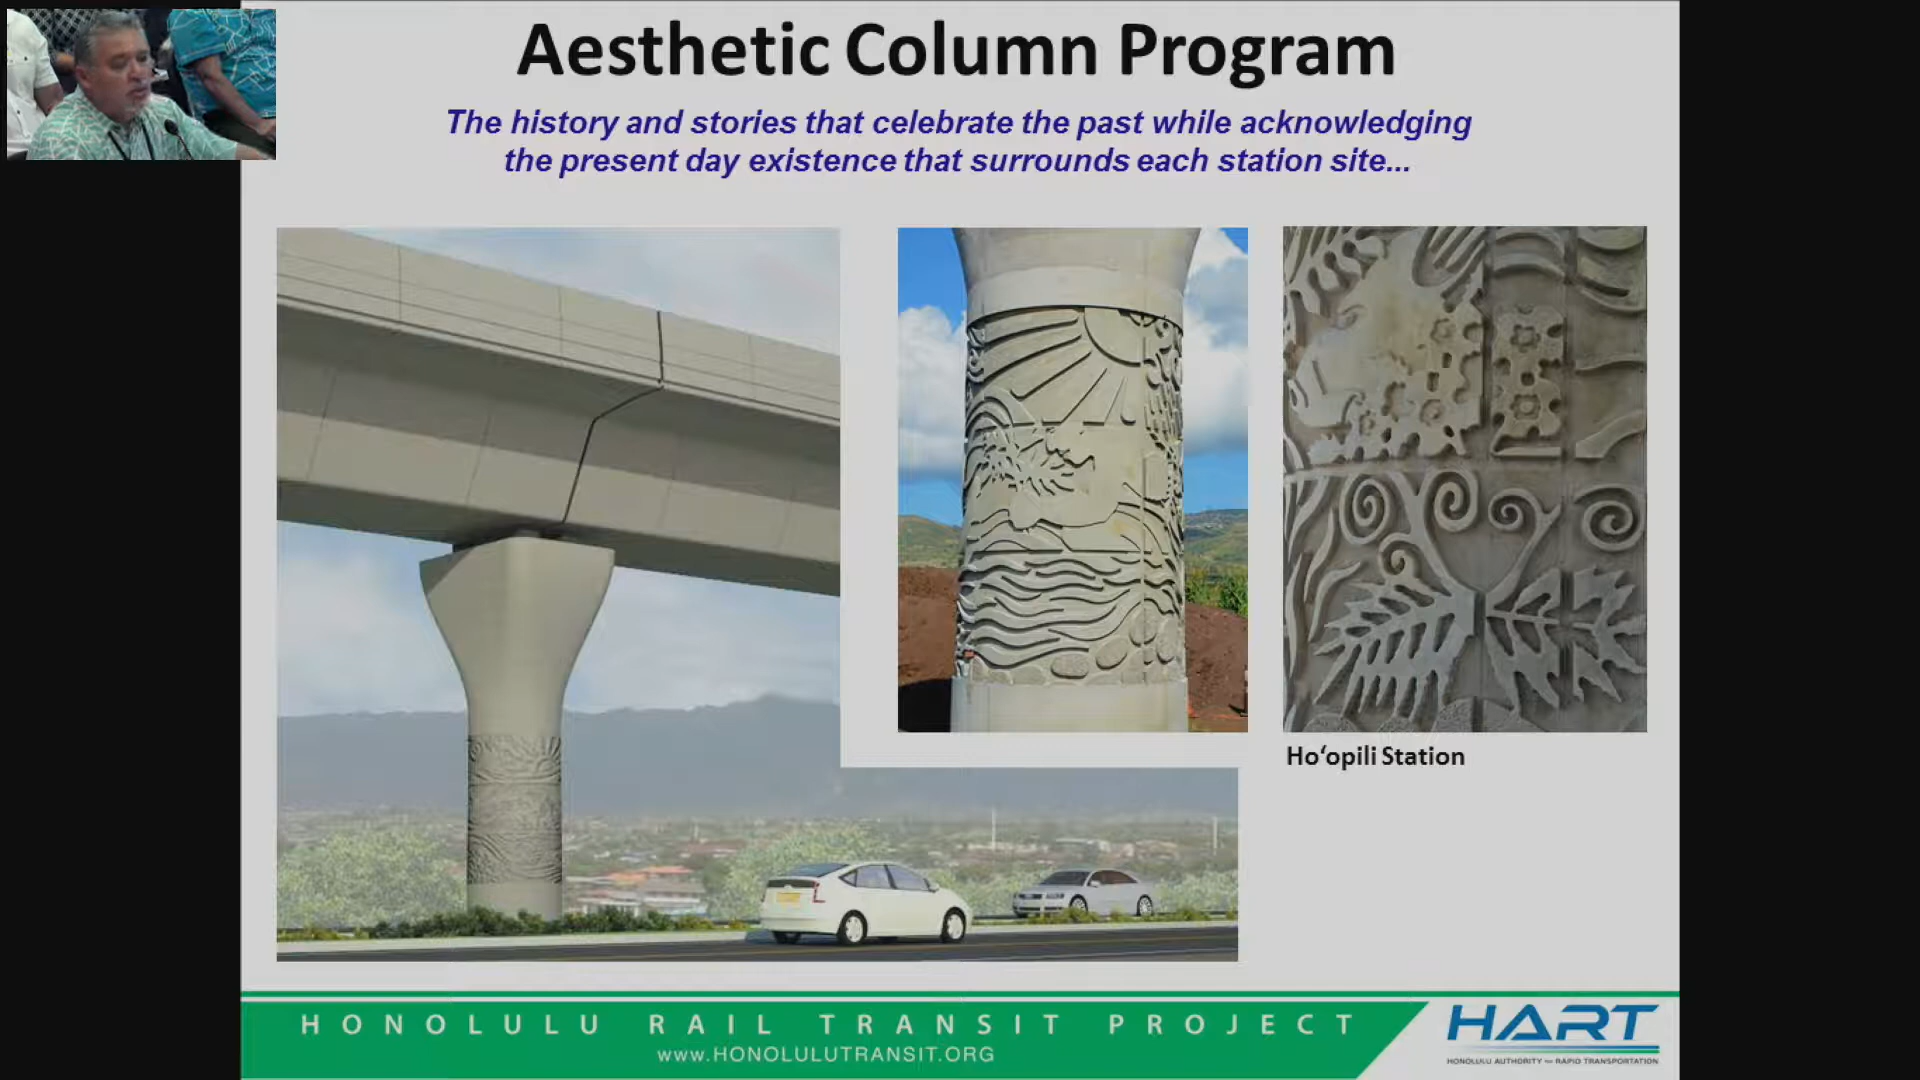 Aesthetic Column Program
The history and stories that celebrate the past while acknowledging
the present day existence that surrounds each station site...
Hoʻopili Station
HONOLULU RAIL TRANSIT PROJECT
WWW.HONOLULUTRANSIT.ORG
HART
HONOLULU AUTHORITY FOR RAPID TRANSPORTATION